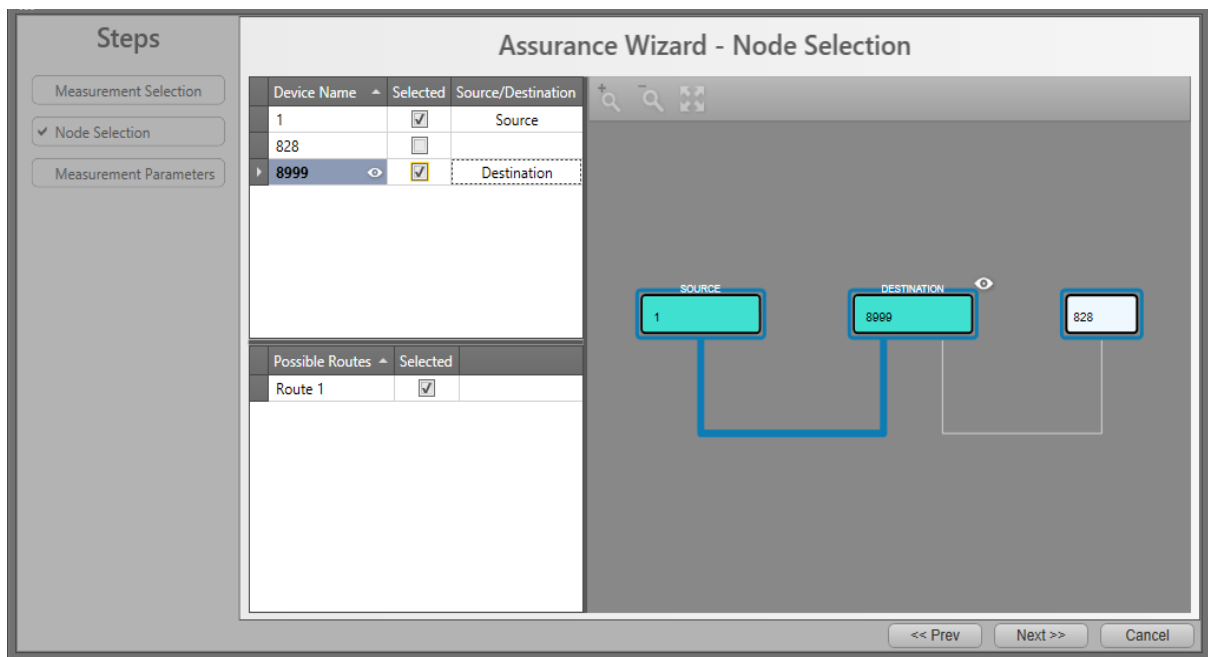 Steps
Measurement Selection
Node Selection
Measurement Parameters
Assurance Wizard - Node Selection
Device Name Selected Source/Destination
1 Source
828
8999 Destination
Possible Routes Selected
Route 1
SOURCE
1
DESTINATION
8999
828
<< Prev Next >> Cancel